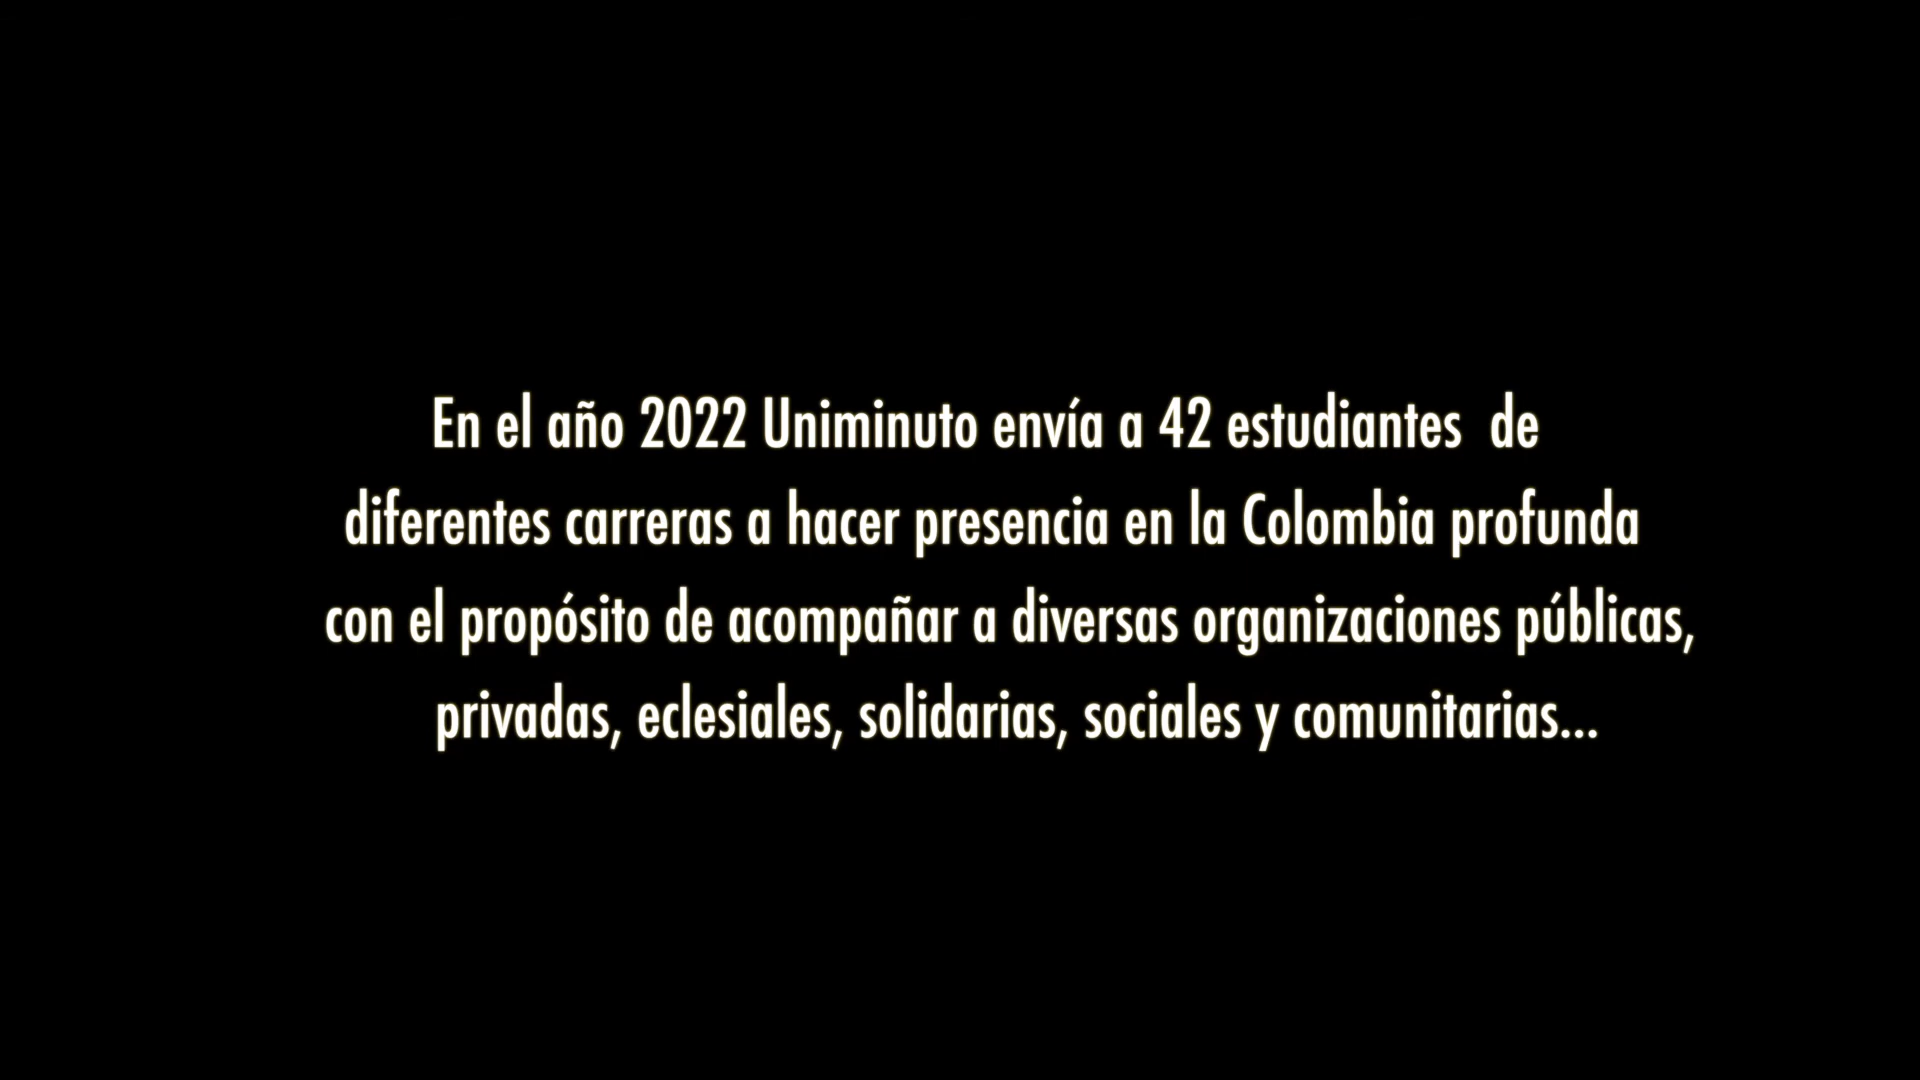 En el año 2022 Uniminuto envía a 42 estudiantes  de
diferentes carreras a hacer presencia en la Colombia profunda
con el propósito de acompañar a diversas organizaciones públicas,
privadas, eclesiales, solidarias, sociales y comunitarias...